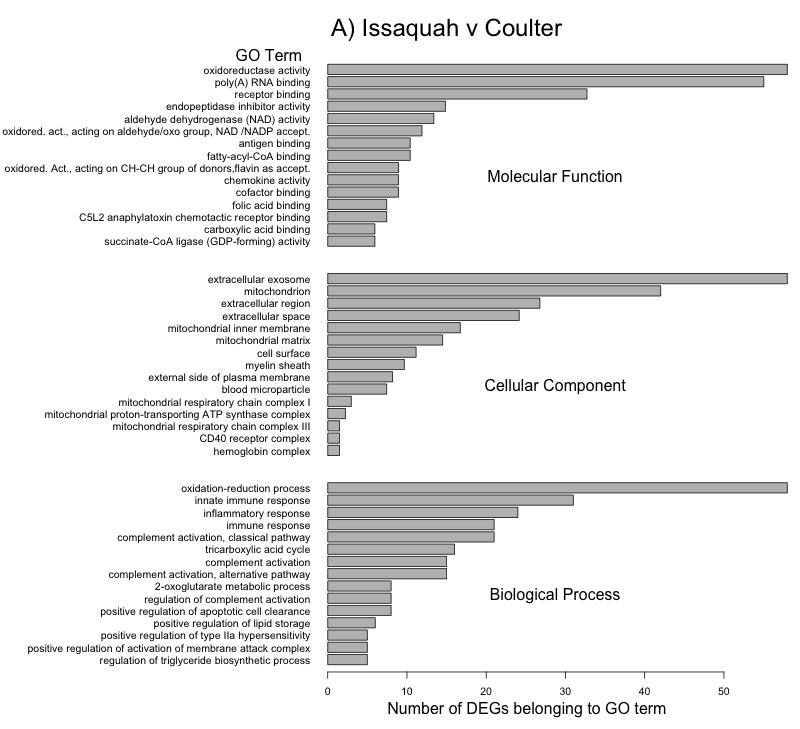 A) Issaquah v Coulter
GO Term
oxidoreductase activity
poly(A) RNA binding
receptor binding
endopeptidase inhibitor activity
aldehyde dehydrogenase (NAD) activity
oxidored. act., acting on aldehyde/oxo group, NAD /NADP accept.
antigen binding
fatty-acyl-CoA binding
oxidored. Act., acting on CH-CH group of donors,flavin as accept.
chemokine activity
cofactor binding
folic acid binding
C5L2 anaphylatoxin chemotactic receptor binding
carboxylic acid binding
succinate-CoA ligase (GDP-forming) activity
Molecular Function
extracellular exosome
mitochondrion
extracellular region
extracellular space
mitochondrial inner membrane
mitochondrial matrix
cell surface
myelin sheath
external side of plasma membrane
blood microparticle
mitochondrial respiratory chain complex I
mitochondrial proton-transporting ATP synthase complex
mitochondrial respiratory chain complex III
CD40 receptor complex
hemoglobin complex
Cellular Component
oxidation-reduction process
innate immune response
inflammatory response
immune response
complement activation, classical pathway
tricarboxylic acid cycle
complement activation
complement activation, alternative pathway
2-oxoglutarate metabolic process
regulation of complement activation
positive regulation of apoptotic cell clearance
positive regulation of lipid storage
positive regulation of type IIa hypersensitivity
positive regulation of activation of membrane attack complex
regulation of triglyceride biosynthetic process
Biological Process
0 10 20 30 40 50
Number of DEGs belonging to GO term